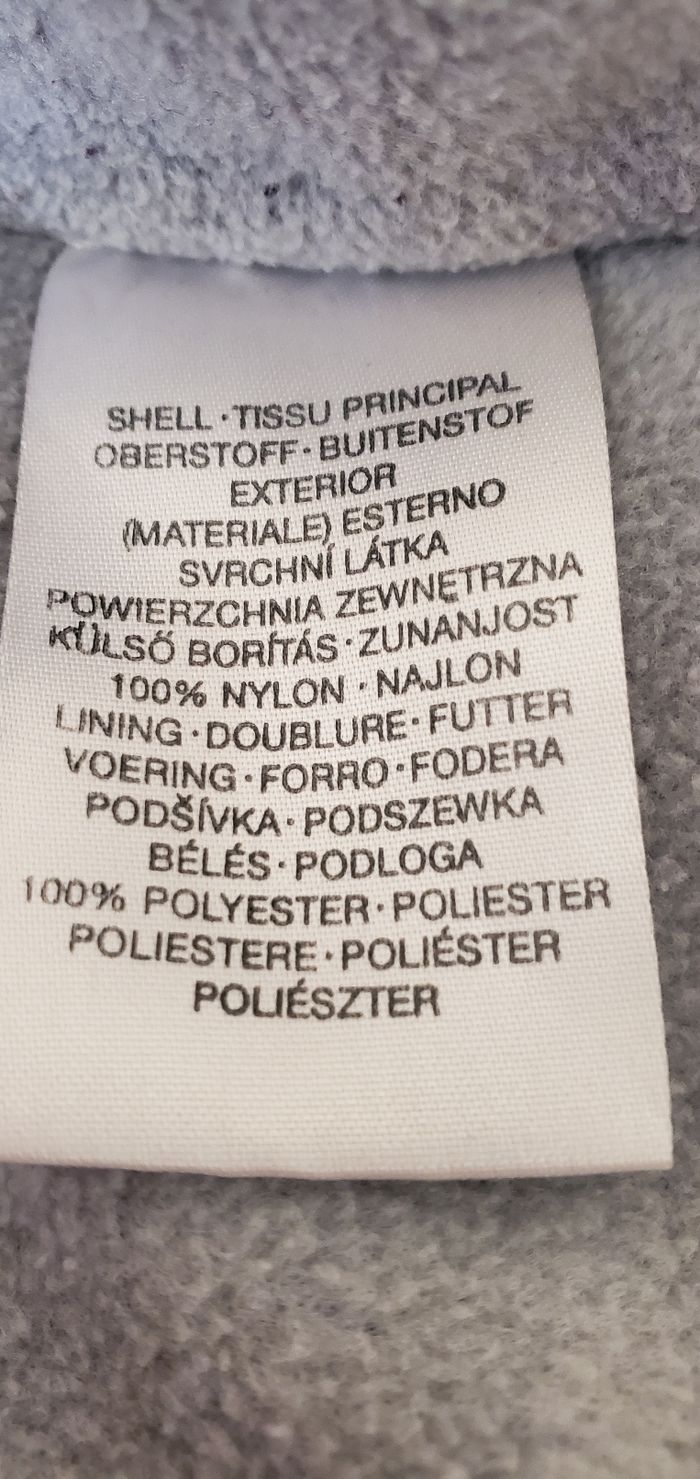 SHELL · TISSU PRINCIPAL
OBERSTOFF · BUITENSTOF
EXTERIOR
(MATERIALE) ESTERNO
SVRCHNÍ LÁTKA
POWIERZCHNIA ZEWNĘTRZNA
KÜLSŐ BORÍTÁS · ZUNANJOST
100% NYLON · NAJLON
LINING · DOUBLURE · FUTTER
VOERING · FORRO · FODERA
PODŠÍVKA · PODSZEWKA
BÉLÉS · PODLOGA
100% POLYESTER · POLIESTER
POLIESTERE · POLIÉSTER
POLIÉSZTER